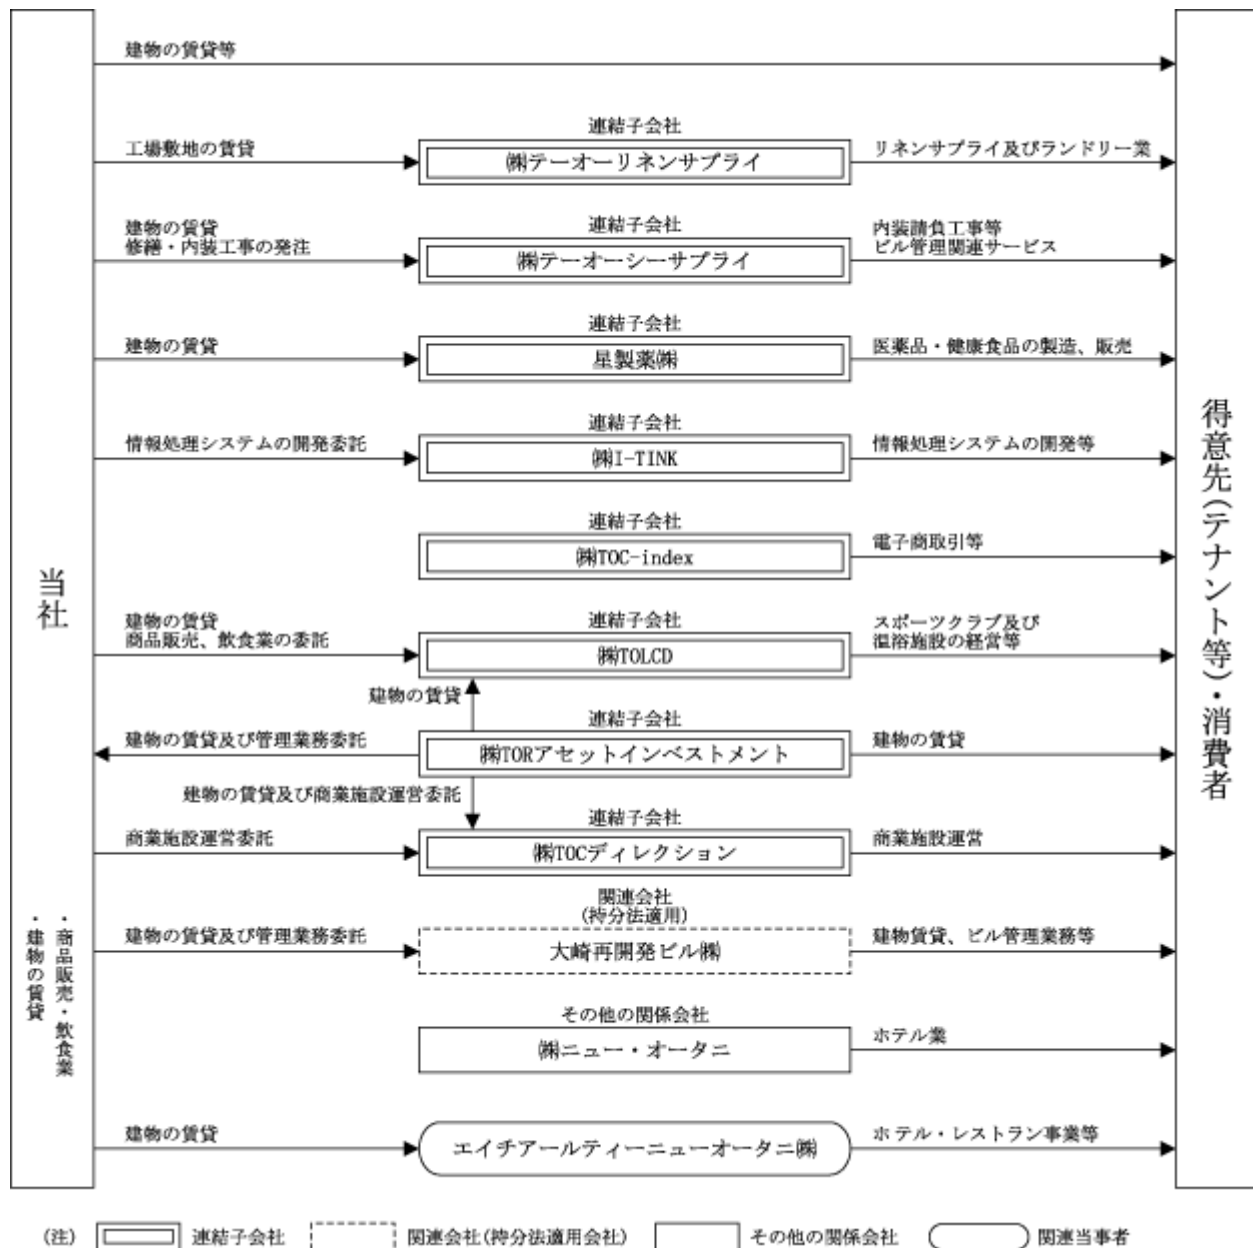 建物の賃貸等
連結子会社
工場敷地の賃貸
㈱テーオーリネンサプライ
リネンサプライ及びランドリー業
連結子会社
建物の賃貸
修繕・内装工事の発注
㈱テーオーシーサプライ
内装請負工事等
ビル管理関連サービス
連結子会社
建物の賃貸
星製薬㈱
医薬品・健康食品の製造、販売
連結子会社
情報処理システムの開発委託
㈱I-TINK
情報処理システムの開発等
連結子会社
㈱TOC-index
電子商取引等
当社
得意先(テナント等)・消費者
連結子会社
建物の賃貸
商品販売、飲食業の委託
㈱TOLCD
スポーツクラブ及び
温浴施設の経営等
建物の賃貸
連結子会社
建物の賃貸及び管理業務委託
㈱TORアセットインベストメント
建物の賃貸
建物の賃貸及び商業施設運営委託
連結子会社
商業施設運営委託
㈱TOCディレクション
商業施設運営
・商品販売・飲食業
・建物の賃貸
関連会社
(持分法適用)
建物の賃貸及び管理業務委託
大崎再開発ビル㈱
建物賃貸、ビル管理業務等
その他の関係会社
㈱ニュー・オータニ
ホテル業
建物の賃貸
エイチアールティーニューオータニ㈱
ホテル・レストラン事業等
(注)
連結子会社
関連会社(持分法適用会社)
その他の関係会社
関連当事者